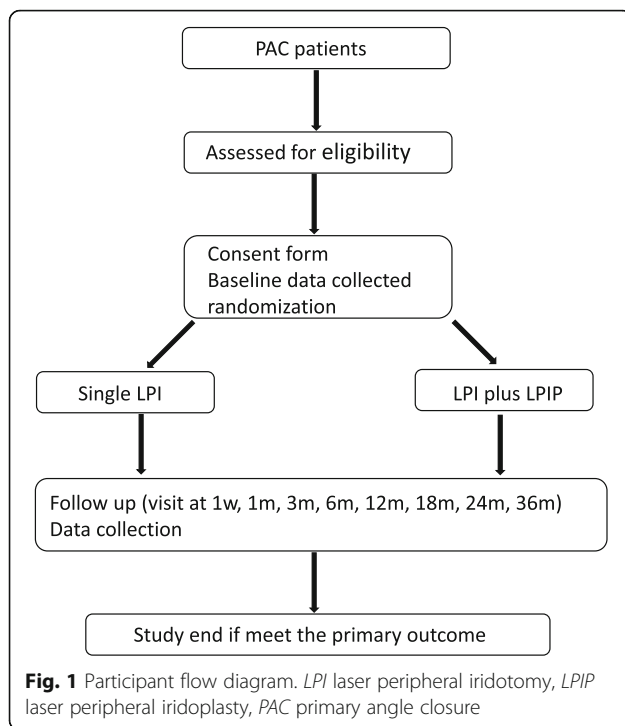 PAC patients
Assessed for eligibility
Consent form
Baseline data collected
randomization
Single LPI
LPI plus LPIP
Follow up (visit at 1w, 1m, 3m, 6m, 12m, 18m, 24m, 36m)
Data collection
Study end if meet the primary outcome
Fig. 1 Participant flow diagram. LPI laser peripheral iridotomy, LPIP
laser peripheral iridoplasty, PAC primary angle closure